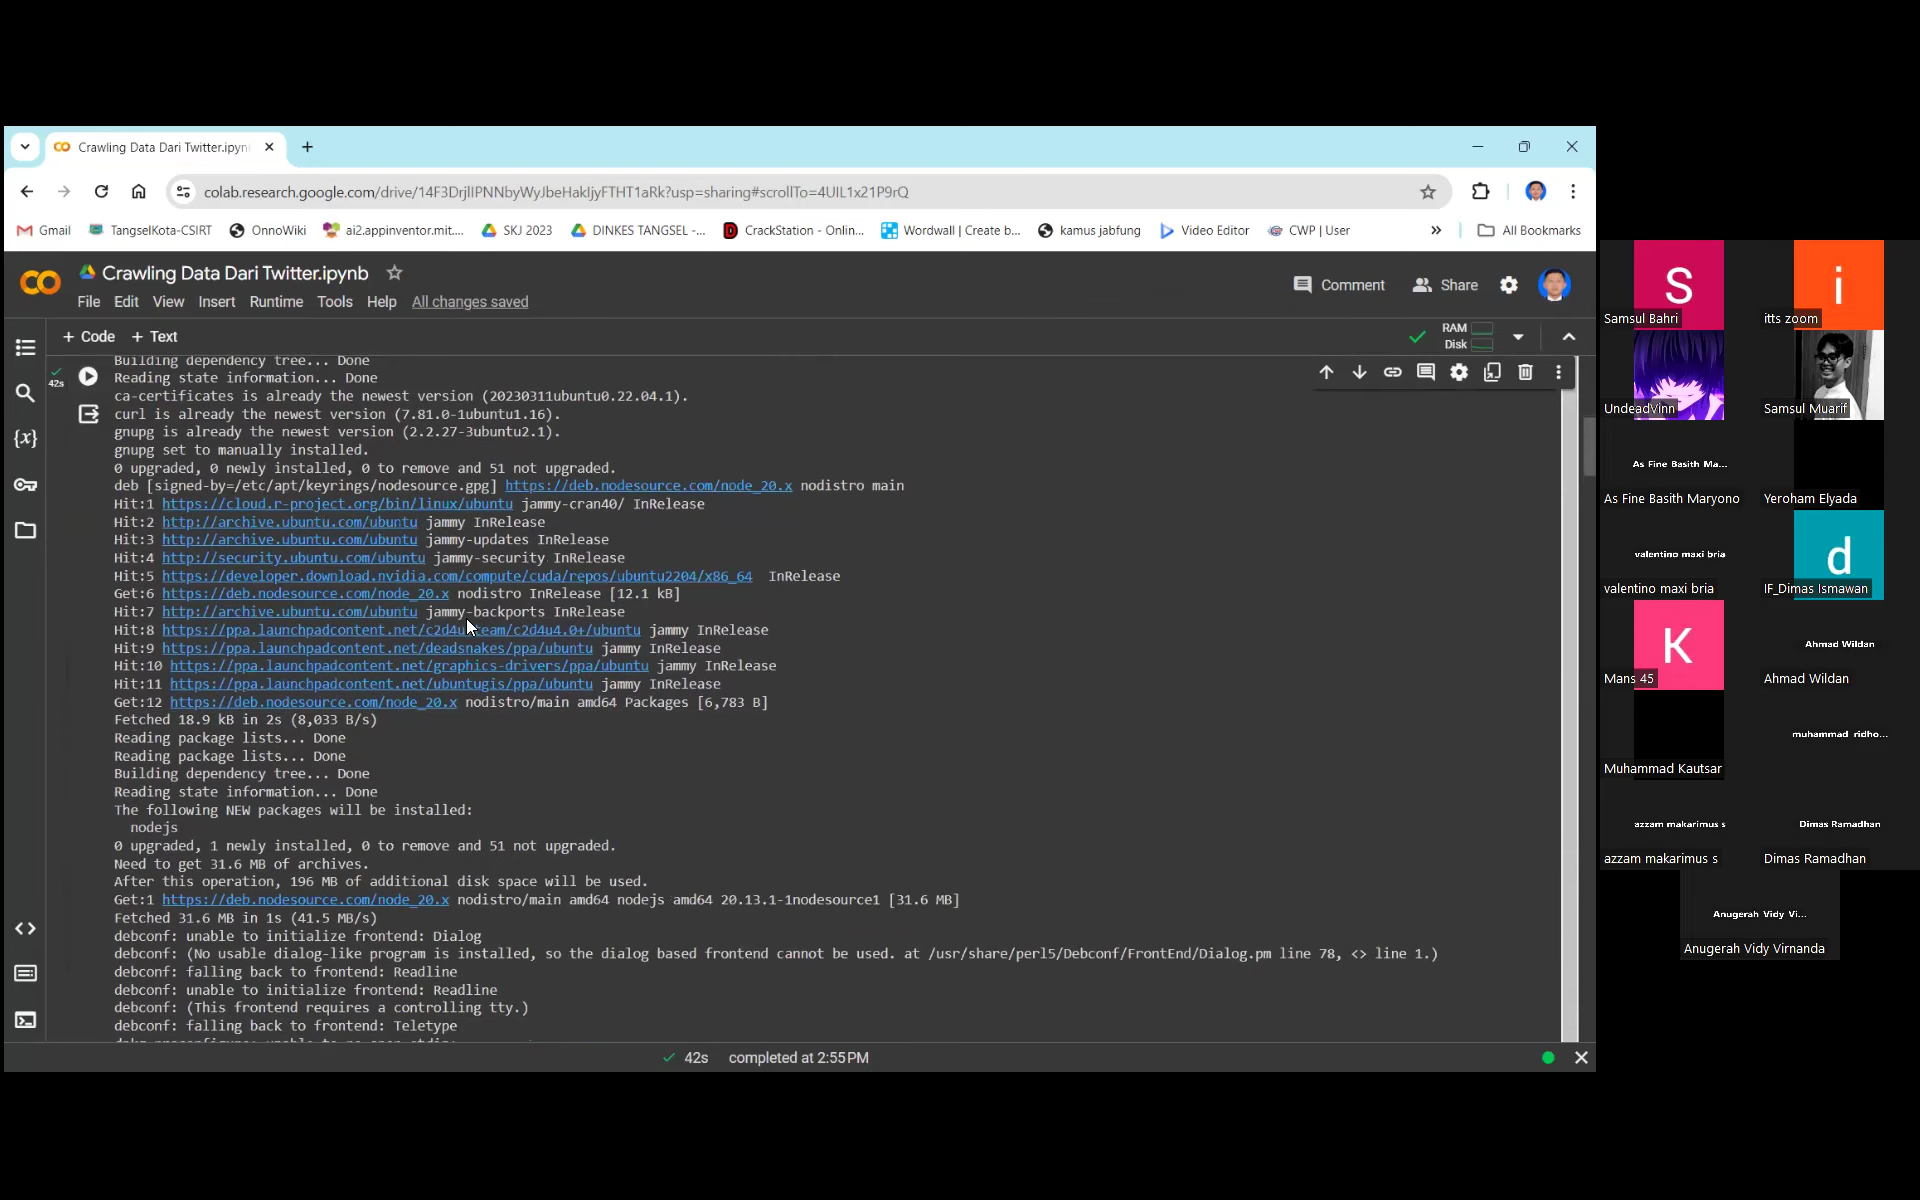 Crawling Data Dari Twitter.ipyn
colab.research.google.com/drive/14F3DrjlIPNNbyWyJbeHakIjyFTHT1aRk?usp=sharing#scrollTo=4UIL1x21P9rQ
Gmail TangselKota-CSIRT OnnoWiki ai2.appinventor.mit.... SKJ 2023 DINKES TANGSEL -... CrackStation - Onlin... Wordwall | Create b... kamus jabfung Video Editor CWP | User » All Bookmarks
Crawling Data Dari Twitter.ipynb
Comment Share
File Edit View Insert Runtime Tools Help All changes saved
+ Code + Text
RAM
Disk
42s
Building dependency tree... Done
Reading state information... Done
ca-certificates is already the newest version (20230311ubuntu0.22.04.1).
curl is already the newest version (7.81.0-1ubuntu1.16).
gnupg is already the newest version (2.2.27-3ubuntu2.1).
gnupg set to manually installed.
0 upgraded, 0 newly installed, 0 to remove and 51 not upgraded.
deb [signed-by=/etc/apt/keyrings/nodesource.gpg] https://deb.nodesource.com/node_20.x nodistro main
Hit:1 https://cloud.r-project.org/bin/linux/ubuntu jammy-cran40/ InRelease
Hit:2 http://archive.ubuntu.com/ubuntu jammy InRelease
Hit:3 http://archive.ubuntu.com/ubuntu jammy-updates InRelease
Hit:4 http://security.ubuntu.com/ubuntu jammy-security InRelease
Hit:5 https://developer.download.nvidia.com/compute/cuda/repos/ubuntu2204/x86_64 InRelease
Get:6 https://deb.nodesource.com/node_20.x nodistro InRelease [12.1 kB]
Hit:7 http://archive.ubuntu.com/ubuntu jammy-backports InRelease
Hit:8 https://ppa.launchpadcontent.net/c2d4u.team/c2d4u4.0+/ubuntu jammy InRelease
Hit:9 https://ppa.launchpadcontent.net/deadsnakes/ppa/ubuntu jammy InRelease
Hit:10 https://ppa.launchpadcontent.net/graphics-drivers/ppa/ubuntu jammy InRelease
Hit:11 https://ppa.launchpadcontent.net/ubuntugis/ppa/ubuntu jammy InRelease
Get:12 https://deb.nodesource.com/node_20.x nodistro/main amd64 Packages [6,783 B]
Fetched 18.9 kB in 2s (8,033 B/s)
Reading package lists... Done
Reading package lists... Done
Building dependency tree... Done
Reading state information... Done
The following NEW packages will be installed:
nodejs
0 upgraded, 1 newly installed, 0 to remove and 51 not upgraded.
Need to get 31.6 MB of archives.
After this operation, 196 MB of additional disk space will be used.
Get:1 https://deb.nodesource.com/node_20.x nodistro/main amd64 nodejs amd64 20.13.1-1nodesource1 [31.6 MB]
Fetched 31.6 MB in 1s (41.5 MB/s)
debconf: unable to initialize frontend: Dialog
debconf: (No usable dialog-like program is installed, so the dialog based frontend cannot be used. at /usr/share/perl5/Debconf/FrontEnd/Dialog.pm line 78, <> line 1.)
debconf: falling back to frontend: Readline
debconf: unable to initialize frontend: Readline
debconf: (This frontend requires a controlling tty.)
debconf: falling back to frontend: Teletype
42s completed at 2:55 PM
S
Samsul Bahri
i
itts zoom
UndeadVinn
Samsul Muarif
As Fine Basith Ma...
As Fine Basith Maryono
Yeroham Elyada
valentino maxi bria
valentino maxi bria
d
IF_Dimas Ismawan
K
Mans 45
Ahmad Wildan
Ahmad Wildan
Muhammad Kautsar
muhammad ridho...
azzam makarimus s
azzam makarimus s
Dimas Ramadhan
Dimas Ramadhan
Anugerah Vidy Vi...
Anugerah Vidy Virnanda